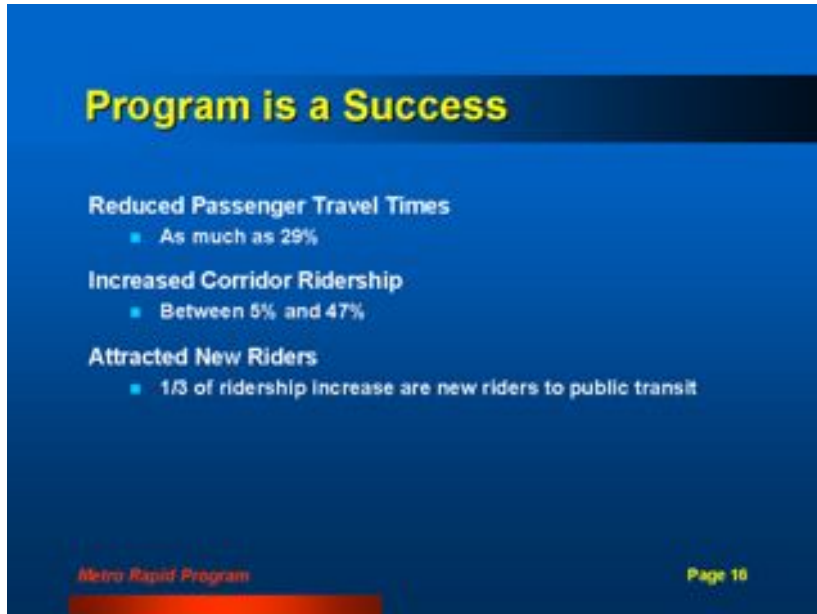 Program is a Success
Reduced Passenger Travel Times
As much as 29%
Increased Corridor Ridership
Between 5% and 47%
Attracted New Riders
1/3 of ridership increase are new riders to public transit
Metro Rapid Program
Page 16